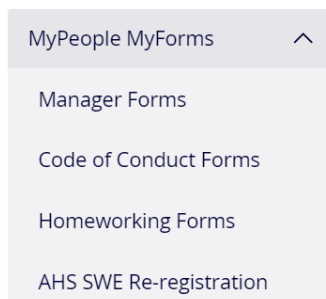 MyPeople MyForms
Manager Forms
Code of Conduct Forms
Homeworking Forms
AHS SWE Re-registration